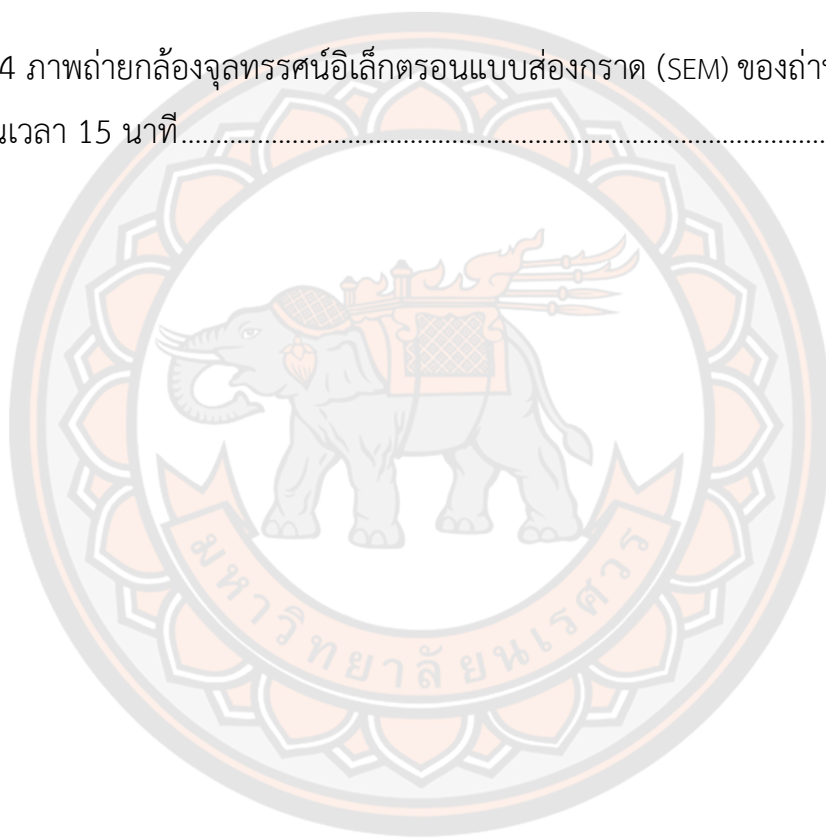 4 ภาพถ่ายกล้องจุลทรรศน์อิเล็กตรอนแบบส่องกราด (SEM) ของถ่าน
นเวลา 15 นาที........................................................................................
มหาวิทยาลัยนเรศวร